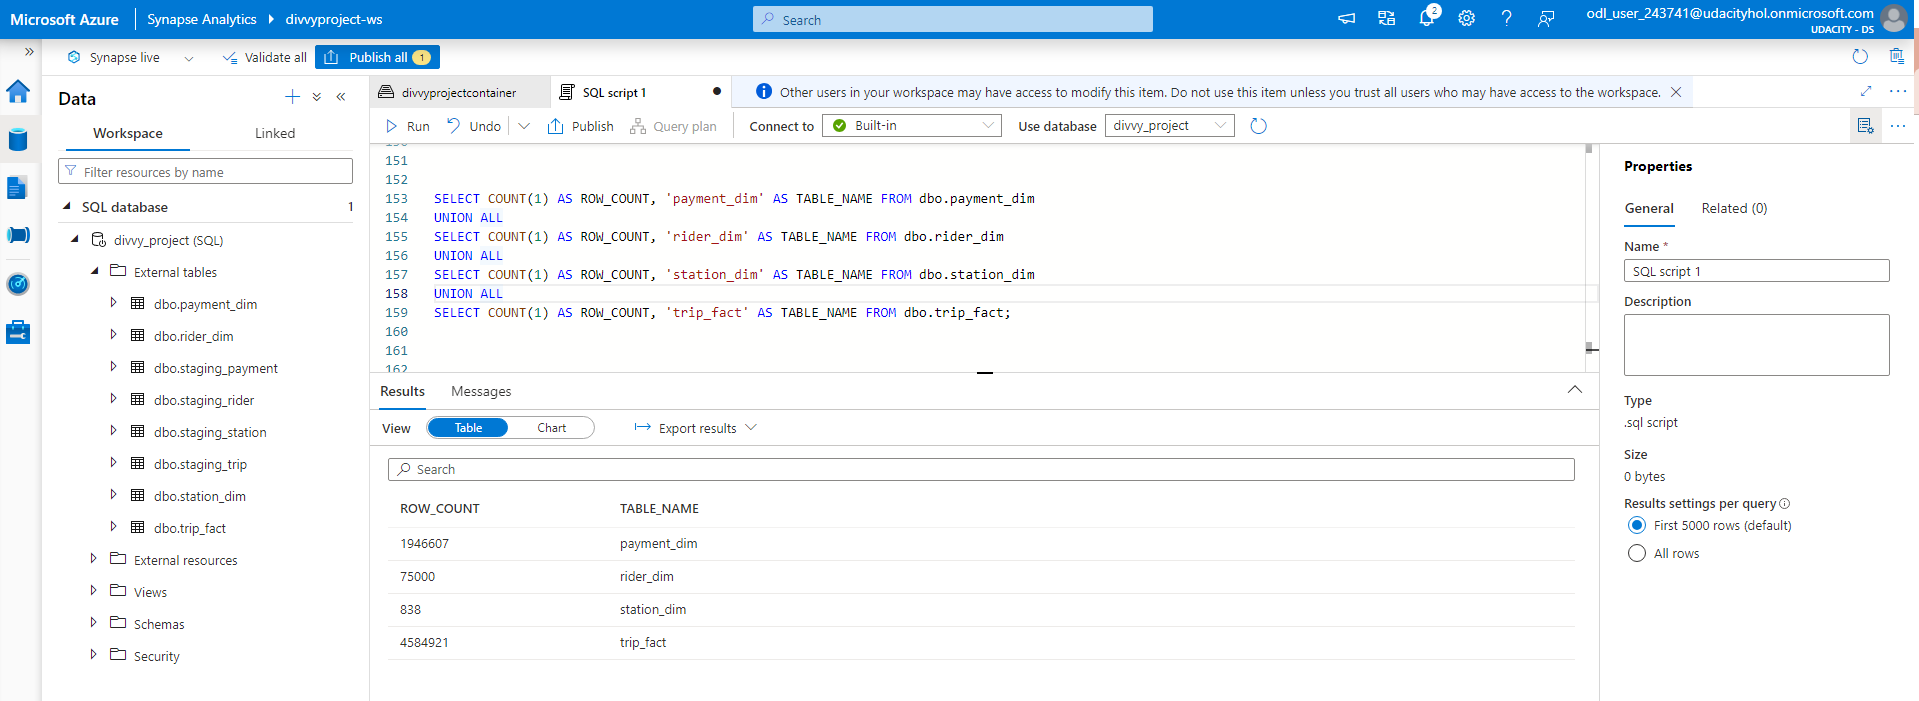 Microsoft Azure
Synapse Analytics
divvyproject-ws
Search
2
odl_user_243741@udacityhol.onmicrosoft.com
UDACITY - DS
Synapse live
Validate all
Publish all 1
Data
Workspace
Linked
Filter resources by name
SQL database 1
divvy_project (SQL)
External tables
dbo.payment_dim
dbo.rider_dim
dbo.staging_payment
dbo.staging_rider
dbo.staging_station
dbo.staging_trip
dbo.station_dim
dbo.trip_fact
External resources
Views
Schemas
Security
divvyprojectcontainer
SQL script 1
Other users in your workspace may have access to modify this item. Do not use this item unless you trust all users who may have access to the workspace.
Run Undo Publish Query plan Connect to Built-in Use database divvy_project
151
152
153 SELECT COUNT(1) AS ROW_COUNT, 'payment_dim' AS TABLE_NAME FROM dbo.payment_dim
154 UNION ALL
155 SELECT COUNT(1) AS ROW_COUNT, 'rider_dim' AS TABLE_NAME FROM dbo.rider_dim
156 UNION ALL
157 SELECT COUNT(1) AS ROW_COUNT, 'station_dim' AS TABLE_NAME FROM dbo.station_dim
158 UNION ALL
159 SELECT COUNT(1) AS ROW_COUNT, 'trip_fact' AS TABLE_NAME FROM dbo.trip_fact;
160
161
162
Results Messages
View Table Chart Export results
Search
ROW_COUNT TABLE_NAME
1946607 payment_dim
75000 rider_dim
838 station_dim
4584921 trip_fact
Properties
General Related (0)
Name *
SQL script 1
Description
Type
.sql script
Size
0 bytes
Results settings per query
First 5000 rows (default)
All rows